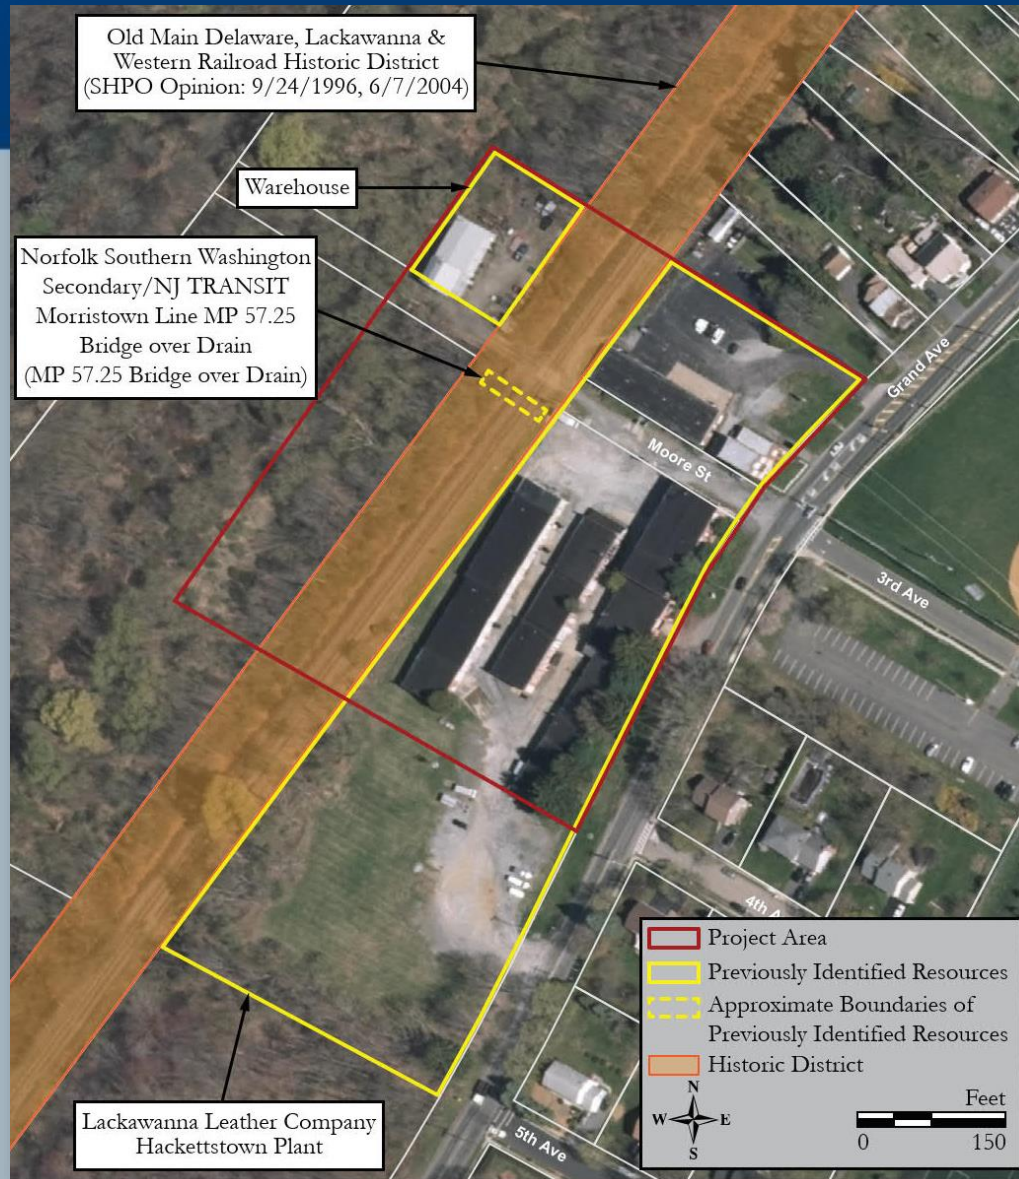 Old Main Delaware, Lackawanna &
Western Railroad Historic District
(SHPO Opinion: 9/24/1996, 6/7/2004)
Warehouse
Norfolk Southern Washington
Secondary/NJ TRANSIT
Morristown Line MP 57.25
Bridge over Drain
(MP 57.25 Bridge over Drain)
Grand Ave
Moore St
3rd Ave
4th A
5th Ave
Lackawanna Leather Company
Hackettstown Plant
Project Area
Previously Identified Resources
Approximate Boundaries of
Previously Identified Resources
Historic District
N
W E
S
Feet
0 150